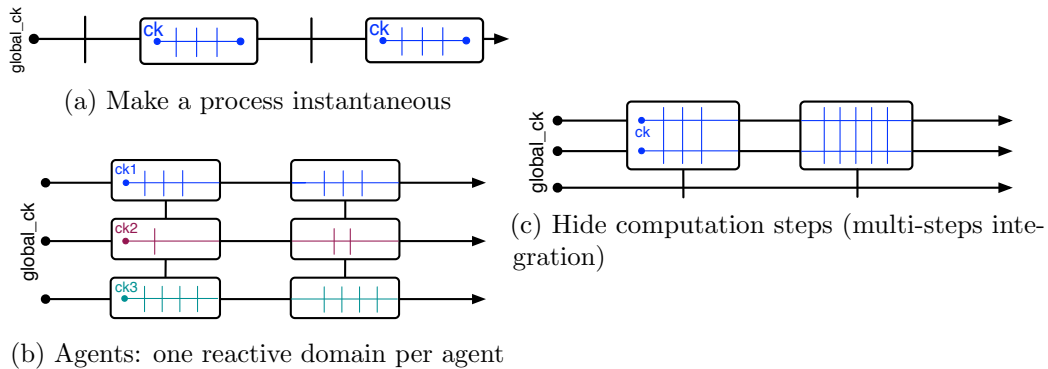 global_ck
ck
ck
(a) Make a process instantaneous
global_ck
ck1
ck2
ck3
(b) Agents: one reactive domain per agent
global_ck
ck
(c) Hide computation steps (multi-steps inte-
gration)